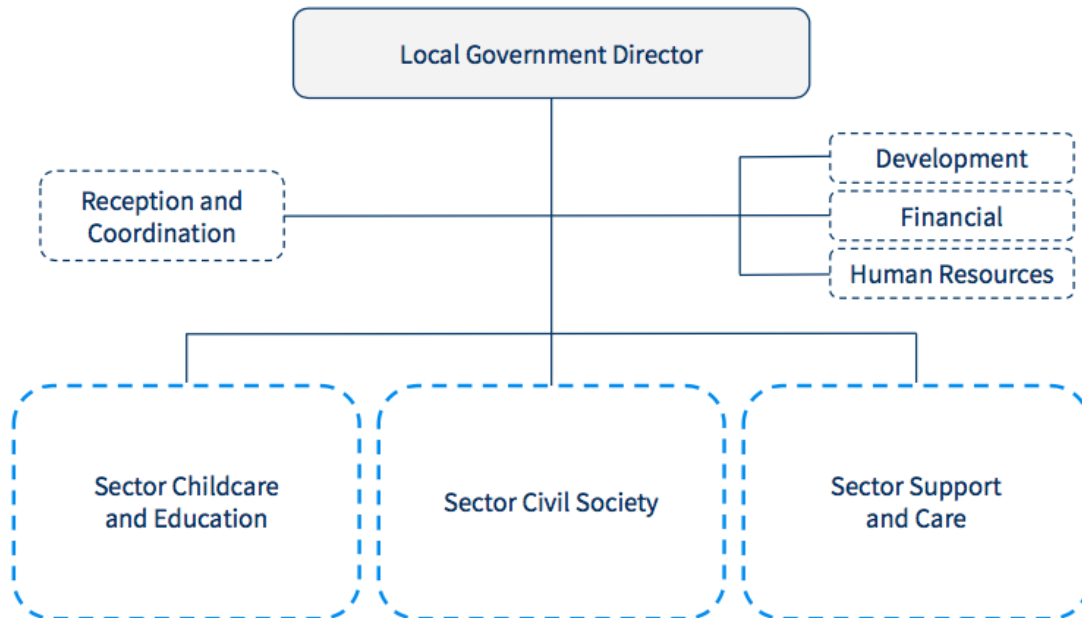 Local Government Director
Reception and
Coordination
Development
Financial
Human Resources
Sector Childcare
and Education
Sector Civil Society
Sector Support
and Care